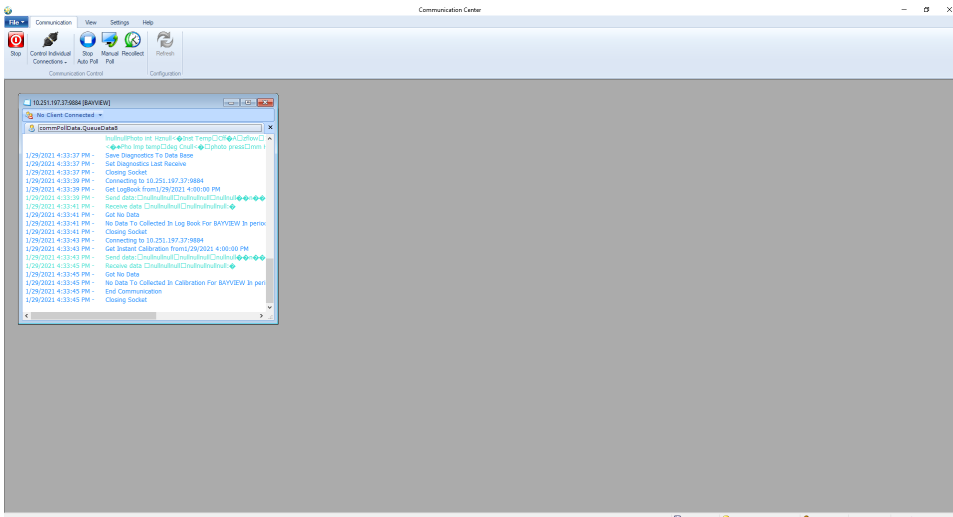 Communication Center
File Communication View Settings Help
Stop
Control Individual Connections
Stop Auto Poll
Manual Poll
Recollect
Refresh
Communication Control
Configuration
10.251.197.37:9884 [BAYVIEW]
No Client Connected
commPollData.QueueData8
1/29/2021 4:33:37 PM - Save Diagnostics To Data Base
1/29/2021 4:33:37 PM - Set Diagnostics Last Receive
1/29/2021 4:33:37 PM - Closing Socket
1/29/2021 4:33:39 PM - Connecting to 10.251.197.37:9884
1/29/2021 4:33:39 PM - Get LogBook from1/29/2021 4:00:00 PM
1/29/2021 4:33:39 PM - Send data:□nullnullnull□nullnullnull□nullnull
1/29/2021 4:33:41 PM - Receive data □nullnullnull□nullnullnullnull
1/29/2021 4:33:41 PM - Got No Data
1/29/2021 4:33:41 PM - No Data To Collected In Log Book For BAYVIEW In
1/29/2021 4:33:41 PM - Closing Socket
1/29/2021 4:33:43 PM - Connecting to 10.251.197.37:9884
1/29/2021 4:33:43 PM - Get Instant Calibration from1/29/2021 4:00:00 PM
1/29/2021 4:33:43 PM - Send data:□nullnullnull□nullnullnull□nullnull
1/29/2021 4:33:45 PM - Receive data □nullnullnull□nullnullnullnull
1/29/2021 4:33:45 PM - Got No Data
1/29/2021 4:33:45 PM - No Data To Collected In Calibration For BAYVIEW In
1/29/2021 4:33:45 PM - End Communication
1/29/2021 4:33:45 PM - Closing Socket